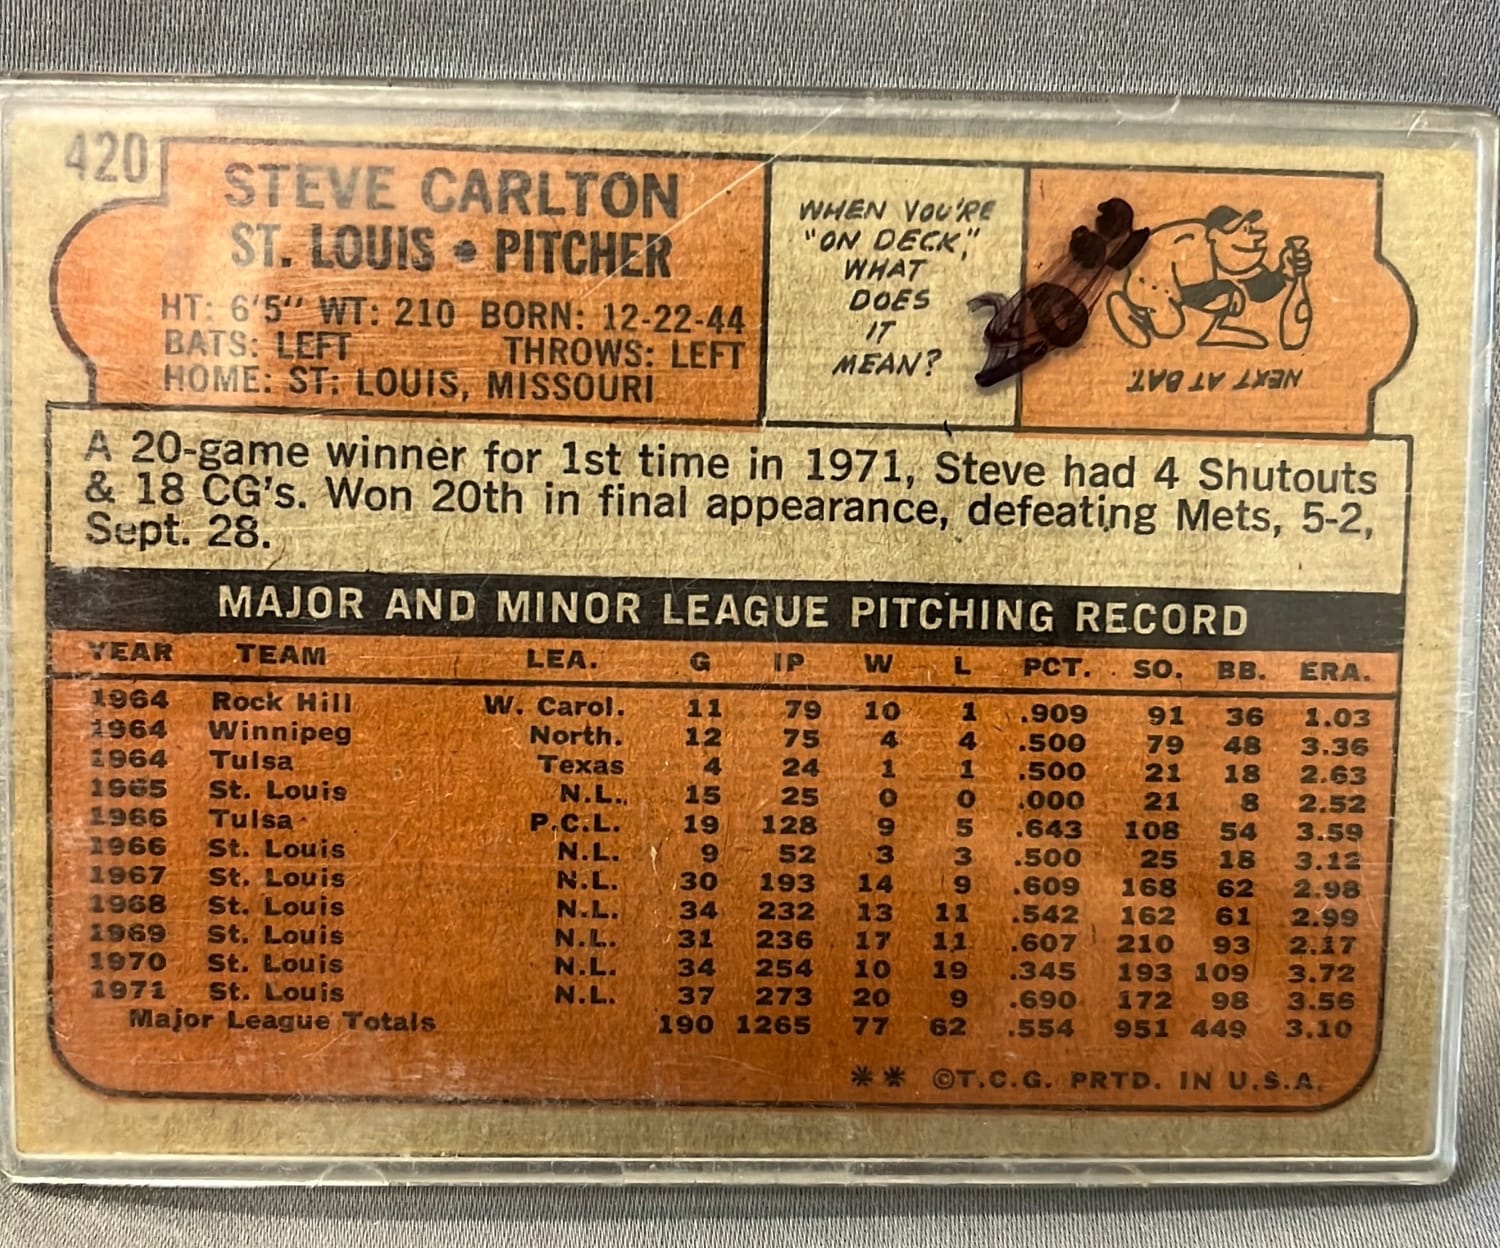 420
STEVE CARLTON
ST. LOUIS • PITCHER
HT: 6'5" WT: 210 BORN: 12-22-44
BATS: LEFT THROWS: LEFT
HOME: ST. LOUIS, MISSOURI
WHEN YOU'RE
"ON DECK,"
WHAT
DOES
IT
MEAN?
NEXT AT BAT.
A 20-game winner for 1st time in 1971, Steve had 4 Shutouts
& 18 CG's. Won 20th in final appearance, defeating Mets, 5-2,
Sept. 28.
MAJOR AND MINOR LEAGUE PITCHING RECORD
YEAR TEAM LEA. G IP W L PCT. SO. BB. ERA.
1964 Rock Hill W. Carol. 11 79 10 1 .909 91 36 1.03
1964 Winnipeg North. 12 75 4 4 .500 79 48 3.36
1964 Tulsa Texas 4 24 1 1 .500 21 18 2.63
1965 St. Louis N.L. 15 25 0 0 .000 21 8 2.52
1966 Tulsa P.C.L. 19 128 9 5 .643 108 54 3.59
1966 St. Louis N.L. 9 52 3 3 .500 25 18 3.12
1967 St. Louis N.L. 30 193 14 9 .609 168 62 2.98
1968 St. Louis N.L. 34 232 13 11 .542 162 61 2.99
1969 St. Louis N.L. 31 236 17 11 .607 210 93 2.17
1970 St. Louis N.L. 34 254 10 19 .345 193 109 3.72
1971 St. Louis N.L. 37 273 20 9 .690 172 98 3.56
Major League Totals 190 1265 77 62 .554 951 449 3.10
** ©T.C.G. PRTD. IN U.S.A.